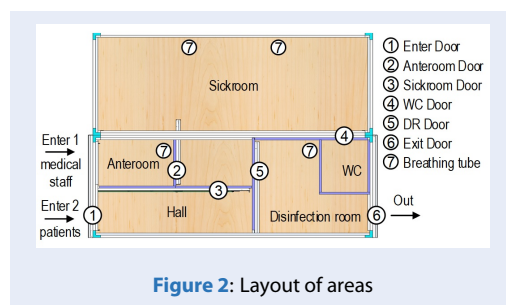 ⑦ ⑦
Sickroom
① Enter Door
② Anteroom Door
③ Sickroom Door
④ WC Door
⑤ DR Door
⑥ Exit Door
⑦ Breathing tube
Enter 1
medical
staff
Enter 2
patients
Anteroom
⑦
②
③
Hall
①
⑤
⑦
④
WC
Disinfection room
⑥
Out
Figure 2: Layout of areas